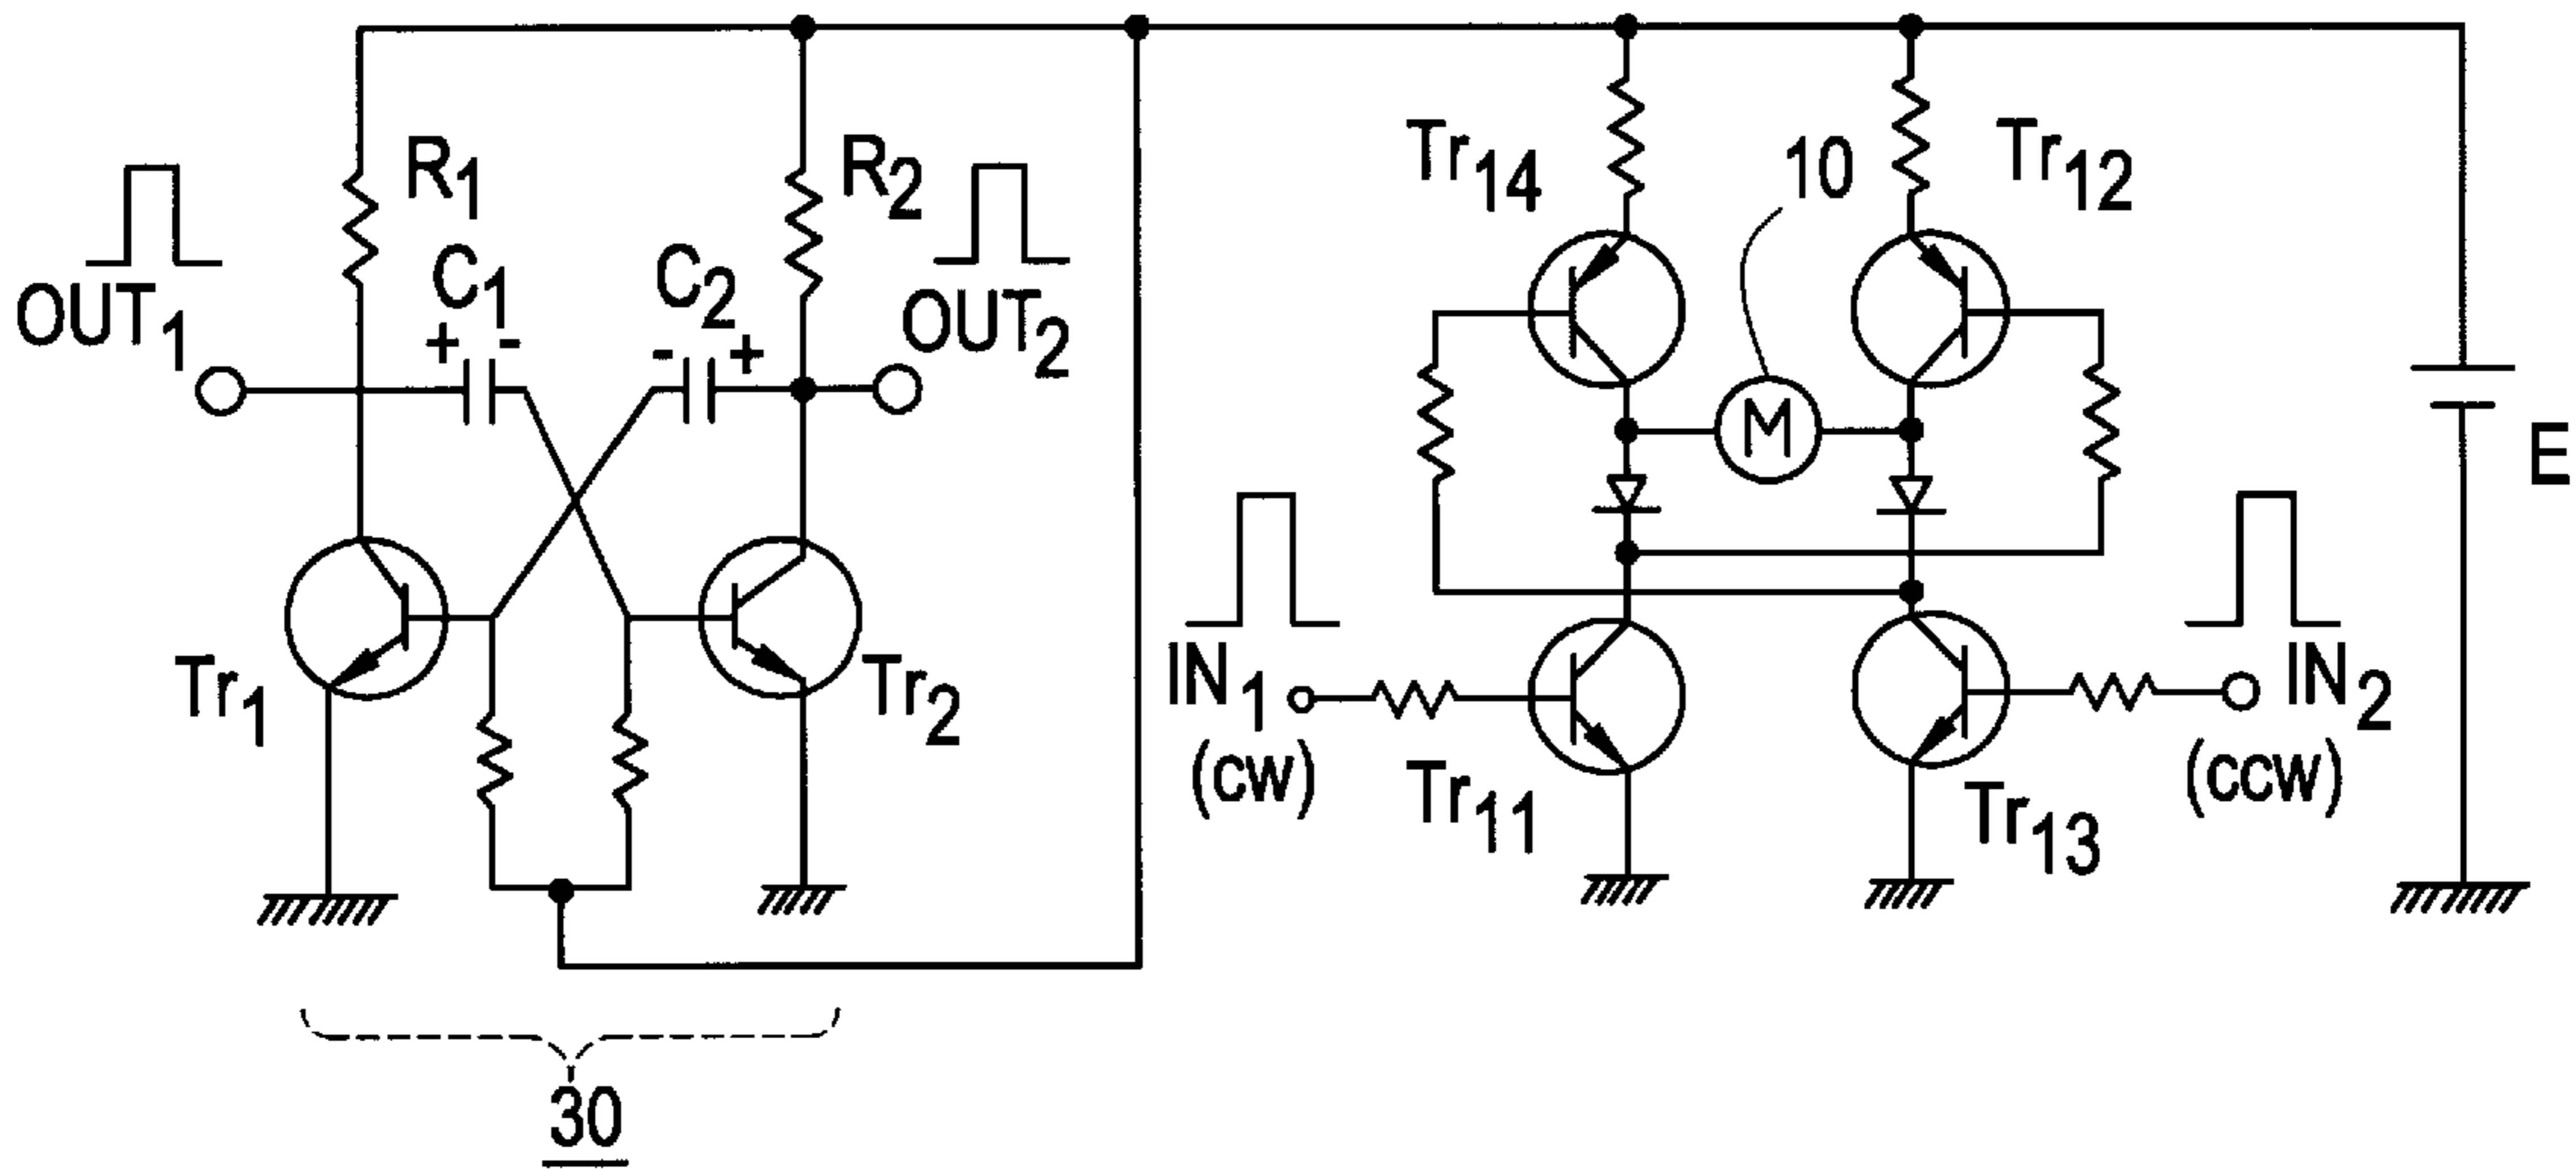 R1
R2
Tr14
10
Tr12
OUT1
C1
+ -
C2
- +
OUT2
M
E
Tr1
Tr2
IN1
(cw)
Tr11
IN2
(ccw)
Tr13
30